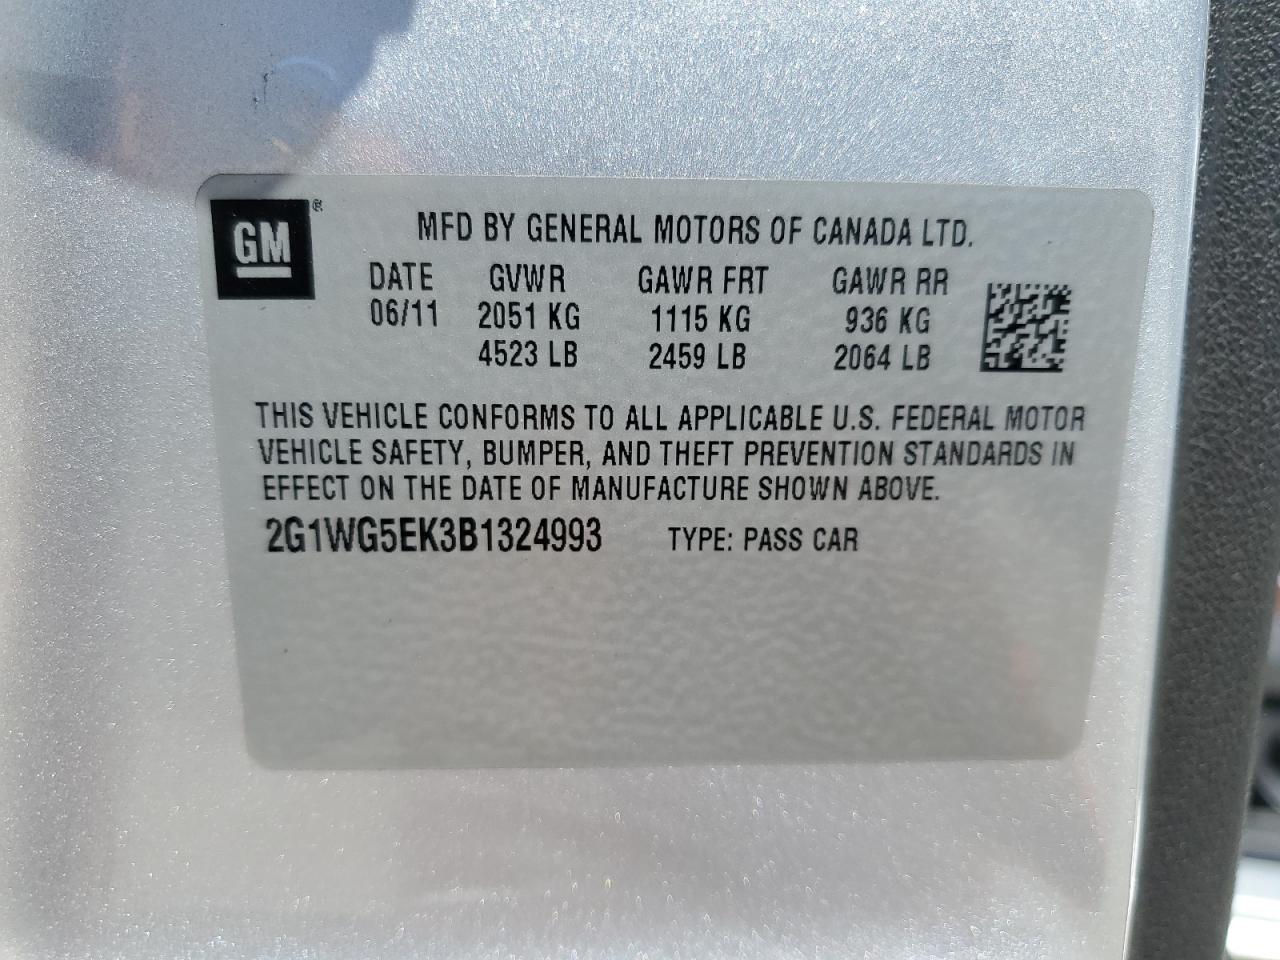 GM ®
MFD BY GENERAL MOTORS OF CANADA LTD.
DATE GVWR GAWR FRT GAWR RR
06/11 2051 KG 1115 KG 936 KG
4523 LB 2459 LB 2064 LB
THIS VEHICLE CONFORMS TO ALL APPLICABLE U.S. FEDERAL MOTOR
VEHICLE SAFETY, BUMPER, AND THEFT PREVENTION STANDARDS IN
EFFECT ON THE DATE OF MANUFACTURE SHOWN ABOVE.
2G1WG5EK3B1324993 TYPE: PASS CAR